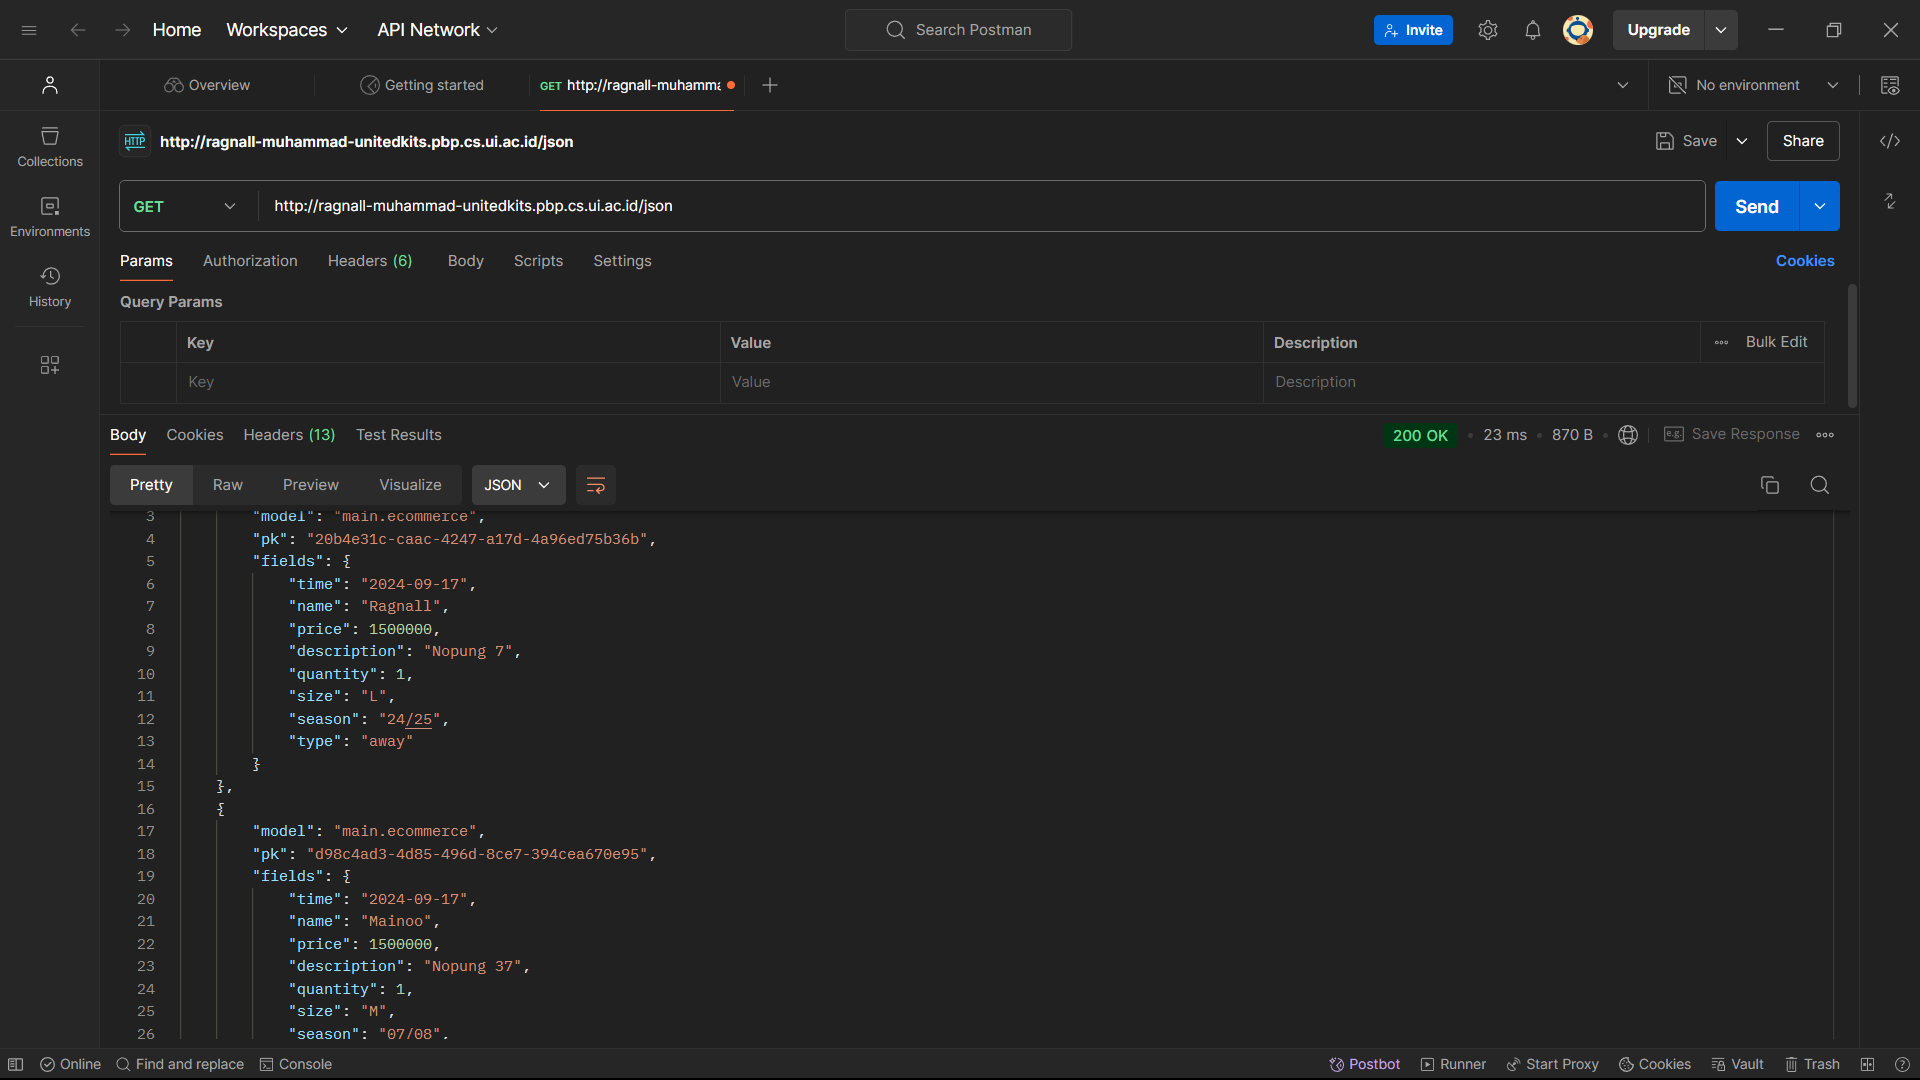 Home Workspaces API Network Search Postman Invite Upgrade
Overview Getting started GET http://ragnall-muhamma No environment
HTTP http://ragnall-muhammad-unitedkits.pbp.cs.ui.ac.id/json Save Share
Collections
GET http://ragnall-muhammad-unitedkits.pbp.cs.ui.ac.id/json Send
Environments
Params Authorization Headers (6) Body Scripts Settings Cookies
History
Query Params
Key Value Description Bulk Edit
Key Value Description
Body Cookies Headers (13) Test Results 200 OK • 23 ms • 870 B • e.g. Save Response
Pretty Raw Preview Visualize JSON
3 "model": "main.ecommerce",
4 "pk": "20b4e31c-caac-4247-a17d-4a96ed75b36b",
5 "fields": {
6 "time": "2024-09-17",
7 "name": "Ragnall",
8 "price": 1500000,
9 "description": "Nopung 7",
10 "quantity": 1,
11 "size": "L",
12 "season": "24/25",
13 "type": "away"
14 }
15 },
16 {
17 "model": "main.ecommerce",
18 "pk": "d98c4ad3-4d85-496d-8ce7-394cea670e95",
19 "fields": {
20 "time": "2024-09-17",
21 "name": "Mainoo",
22 "price": 1500000,
23 "description": "Nopung 37",
24 "quantity": 1,
25 "size": "M",
26 "season": "07/08",
Online Find and replace Console Postbot Runner Start Proxy Cookies Vault Trash